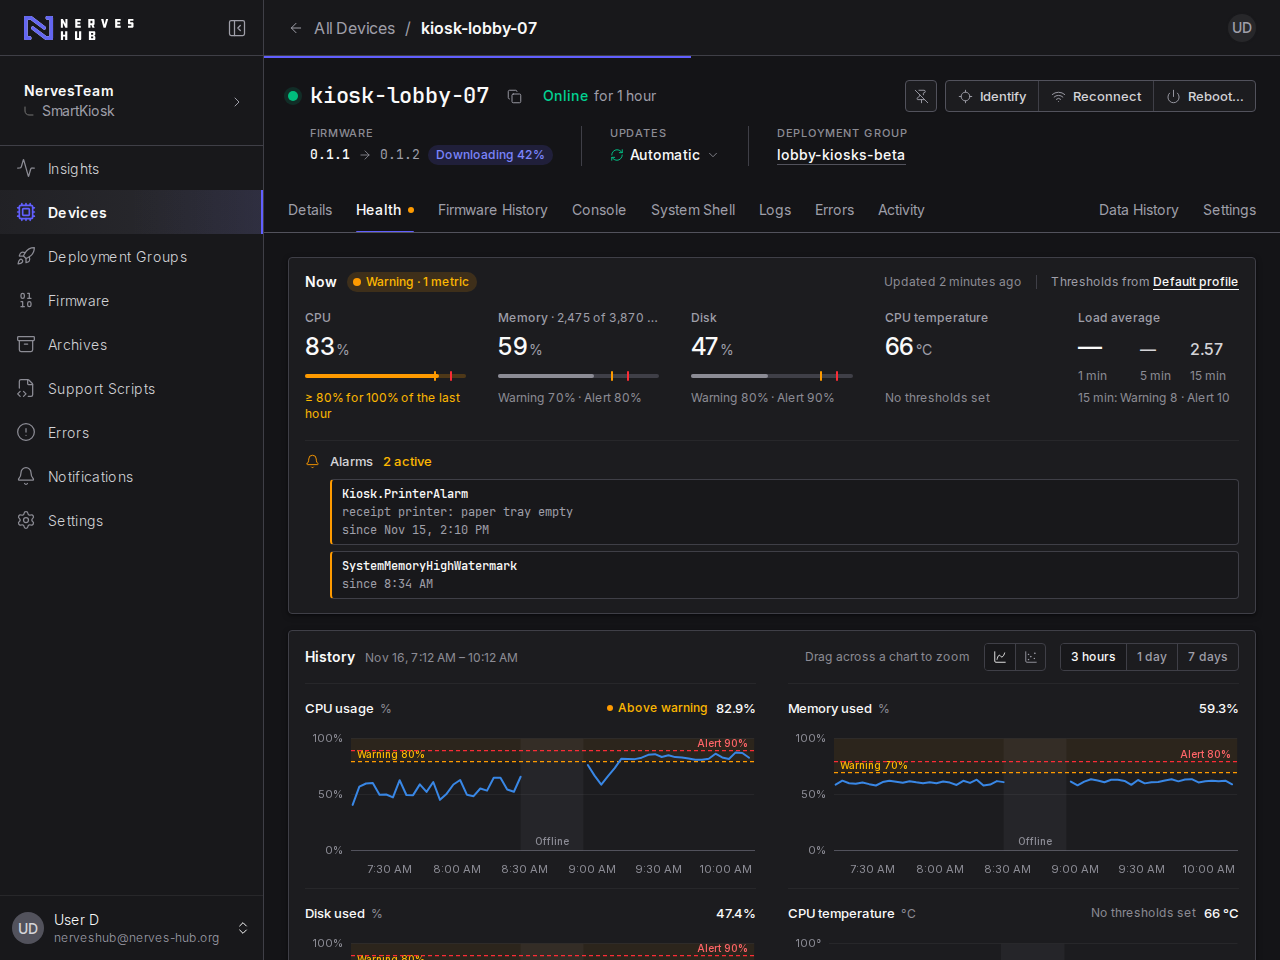 NERVES
HUB
All Devices / kiosk-lobby-07
UD
NervesTeam
SmartKiosk
kiosk-lobby-07
Online for 1 hour
Identify
Reconnect
Reboot...
FIRMWARE
UPDATES
DEPLOYMENT GROUP
0.1.1 → 0.1.2 Downloading 42%
Automatic
lobby-kiosks-beta
Insights
Devices
Deployment Groups
Firmware
Archives
Support Scripts
Errors
Notifications
Settings
Details
Health
Firmware History
Console
System Shell
Logs
Errors
Activity
Data History
Settings
Now
Warning · 1 metric
Updated 2 minutes ago
Thresholds from Default profile
CPU
83%
≥ 80% for 100% of the last
hour
Memory · 2,475 of 3,870 ...
59%
Warning 70% · Alert 80%
Disk
47%
Warning 80% · Alert 90%
CPU temperature
66°C
No thresholds set
Load average
— — 2.57
1 min 5 min 15 min
15 min: Warning 8 · Alert 10
Alarms 2 active
Kiosk.PrinterAlarm
receipt printer: paper tray empty
since Nov 15, 2:10 PM
SystemMemoryHighWatermark
since 8:34 AM
History Nov 16, 7:12 AM – 10:12 AM
Drag across a chart to zoom
3 hours
1 day
7 days
CPU usage %
Above warning 82.9%
100%
Alert 90%
Warning 80%
50%
Offline
0%
7:30 AM 8:00 AM 8:30 AM 9:00 AM 9:30 AM 10:00 AM
Memory used %
59.3%
100%
Alert 80%
Warning 70%
50%
Offline
0%
7:30 AM 8:00 AM 8:30 AM 9:00 AM 9:30 AM 10:00 AM
Disk used %
47.4%
100%
Alert 90%
Warning 80%
CPU temperature °C
No thresholds set 66 °C
100°
UD
User D
nerveshub@nerves-hub.org